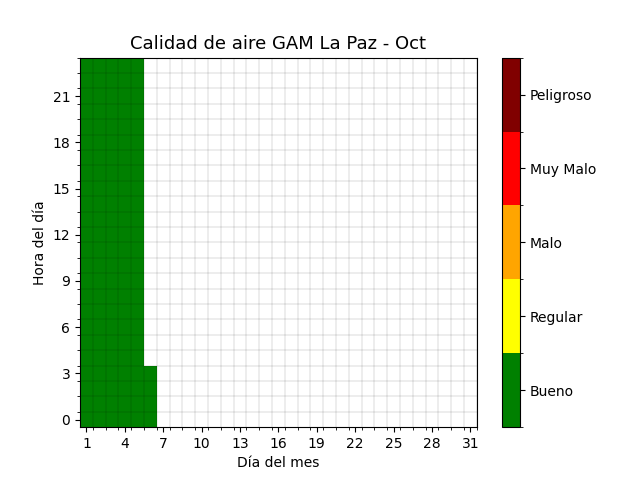 Calidad de aire GAM La Paz - Oct
Hora del día
21
18
15
12
9
6
3
0
1 4 7 10 13 16 19 22 25 28 31
Día del mes
Peligroso
Muy Malo
Malo
Regular
Bueno